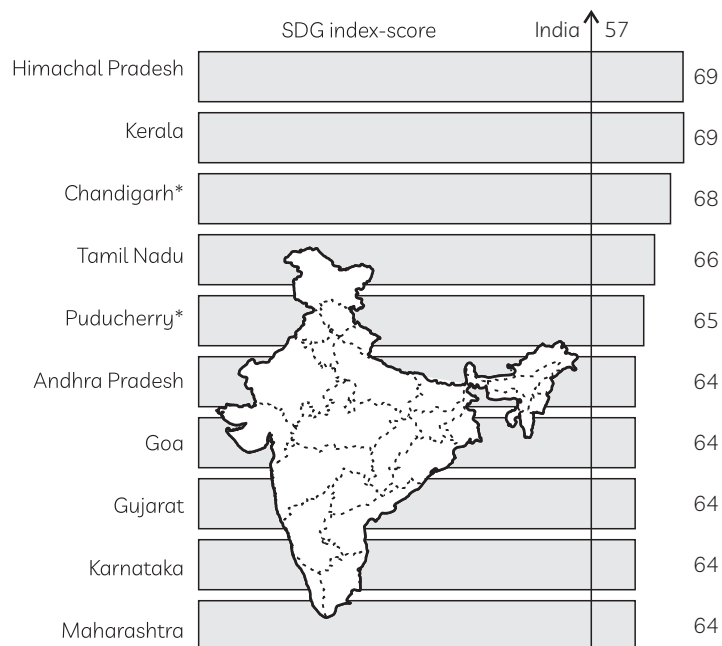 SDG index-score India 57
Himachal Pradesh 69
Kerala 69
Chandigarh* 68
Tamil Nadu 66
Puducherry* 65
Andhra Pradesh 64
Goa 64
Gujarat 64
Karnataka 64
Maharashtra 64